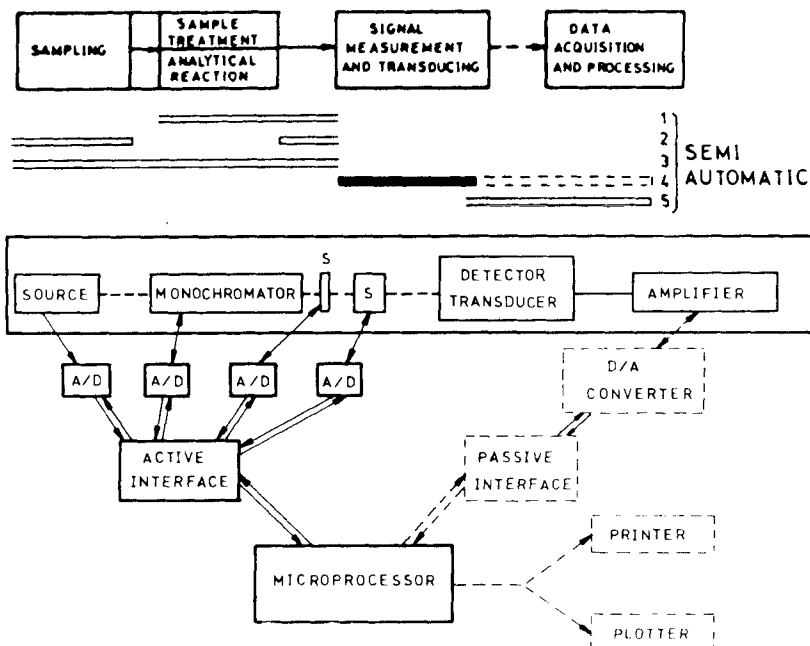 SAMPLING
SAMPLE
TREATMENT
ANALYTICAL
REACTION
SIGNAL
MEASUREMENT
AND TRANSDUCING
DATA
ACQUISITION
AND PROCESSING
1
2
3
4
5
SEMI
AUTOMATIC
SOURCE
MONOCHROMATOR
S
S
DETECTOR
TRANSDUCER
AMPLIFIER
A/D
A/D
A/D
A/D
D/A
CONVERTER
ACTIVE
INTERFACE
PASSIVE
INTERFACE
MICROPROCESSOR
PRINTER
PLOTTER